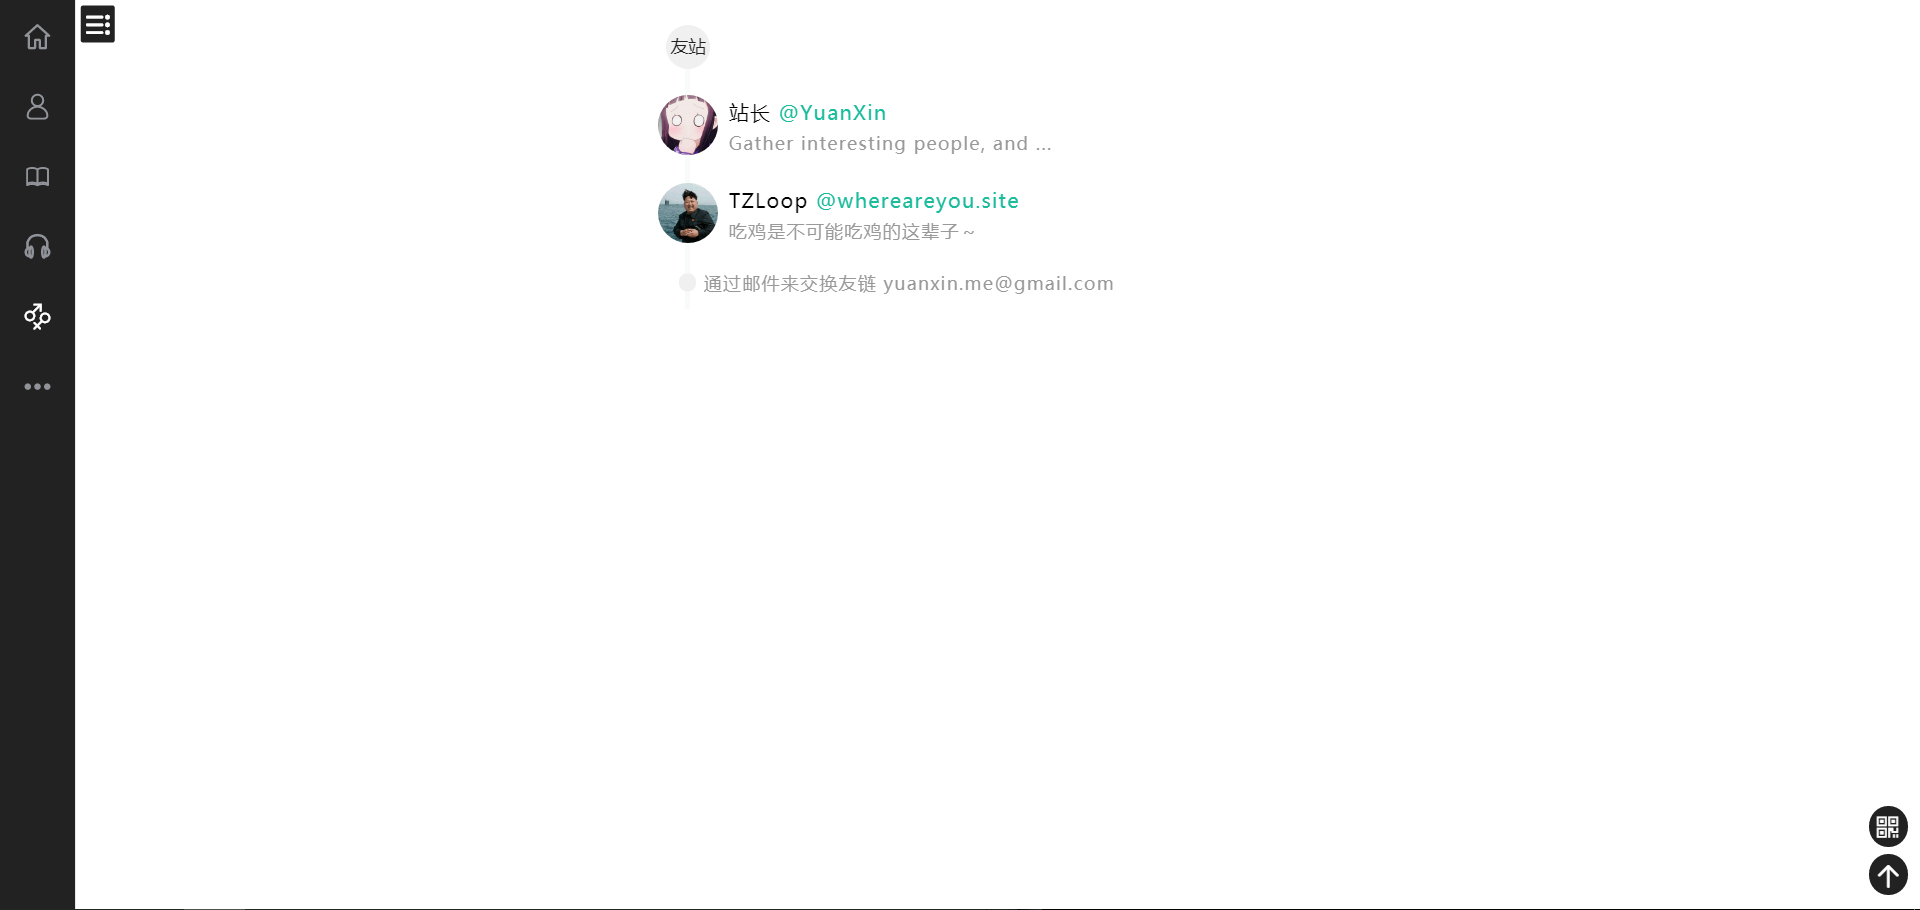 友站
站长 @YuanXin
Gather interesting people, and ...
TZLoop @whereareyou.site
吃鸡是不可能吃鸡的这辈子~
通过邮件来交换友链 yuanxin.me@gmail.com